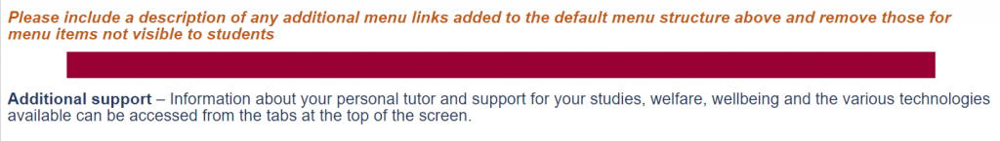 Please include a description of any additional menu links added to the default menu structure above and remove those for
menu items not visible to students
Additional support – Information about your personal tutor and support for your studies, welfare, wellbeing and the various technologies
available can be accessed from the tabs at the top of the screen.